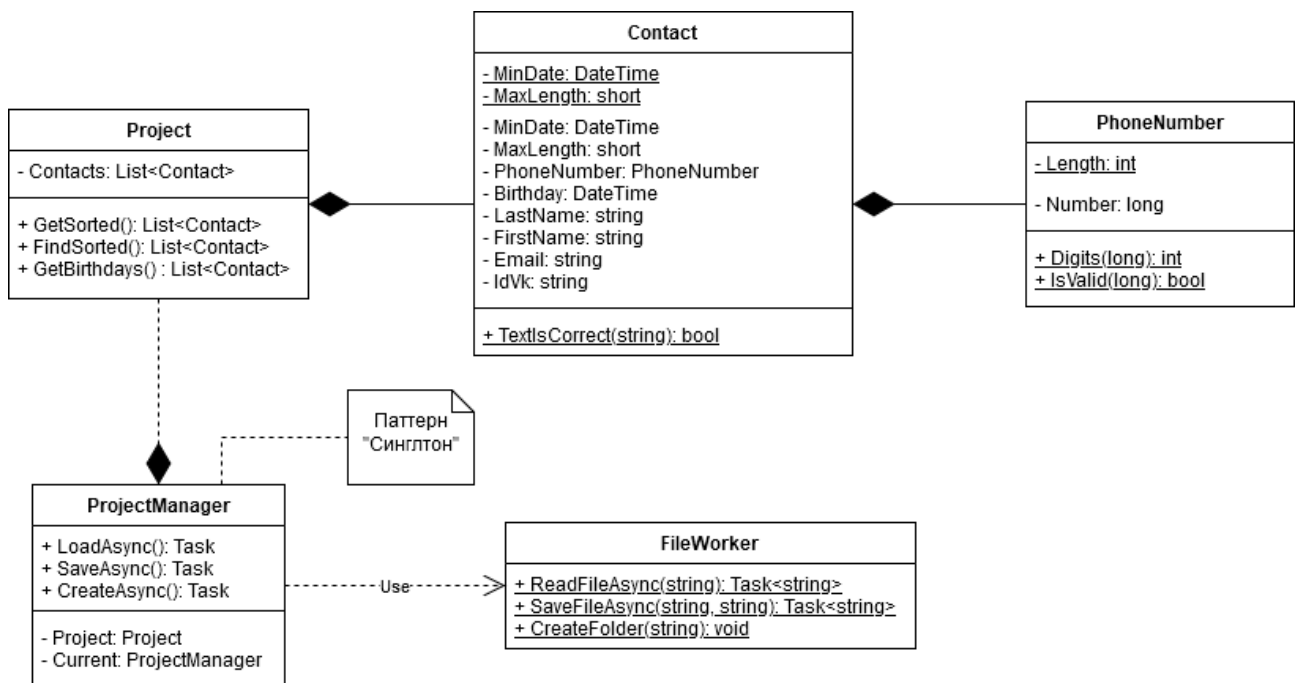 Contact
- MinDate: DateTime
- MaxLength: short
- MinDate: DateTime
- MaxLength: short
- PhoneNumber: PhoneNumber
- Birthday: DateTime
- LastName: string
- FirstName: string
- Email: string
- IdVk: string
+ TextIsCorrect(string): bool
Project
- Contacts: List<Contact>
+ GetSorted(): List<Contact>
+ FindSorted(): List<Contact>
+ GetBirthdays() : List<Contact>
PhoneNumber
- Length: int
- Number: long
+ Digits(long): int
+ IsValid(long): bool
Паттерн
"Синглтон"
ProjectManager
+ LoadAsync(): Task
+ SaveAsync(): Task
+ CreateAsync(): Task
- Project: Project
- Current: ProjectManager
Use
FileWorker
+ ReadFileAsync(string): Task<string>
+ SaveFileAsync(string, string): Task<string>
+ CreateFolder(string): void